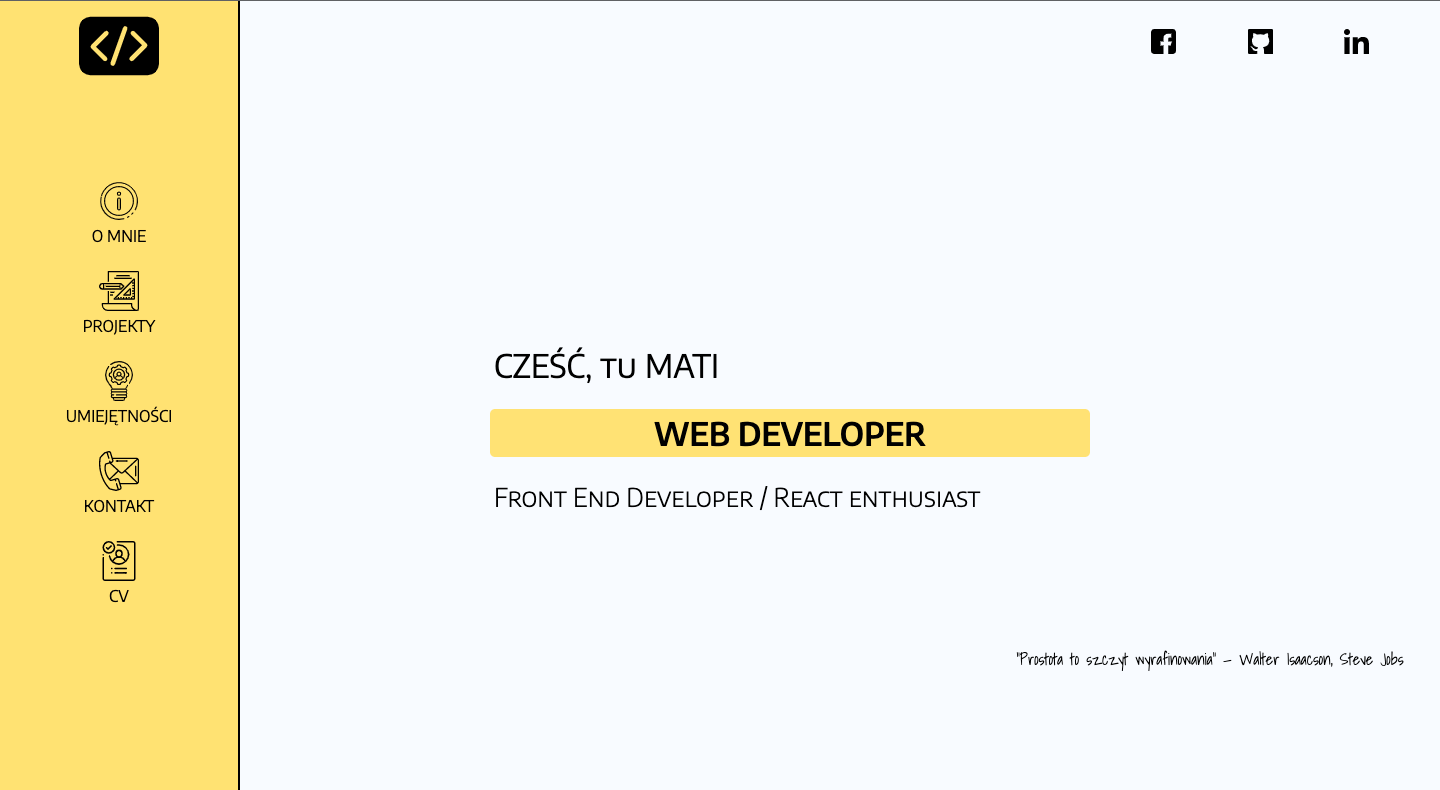 </>
O MNIE
PROJEKTY
UMIEJĘTNOŚCI
KONTAKT
CV
CZEŚĆ, TU MATI
WEB DEVELOPER
Front End Developer / React enthusiast
"Prostota to szczyt wyrafinowania" – Walter Isaacson, Steve Jobs